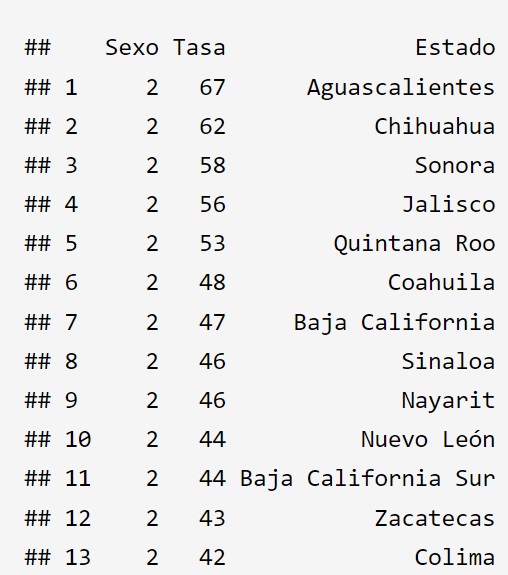 ## Sexo Tasa Estado
## 1 2 67 Aguascalientes
## 2 2 62 Chihuahua
## 3 2 58 Sonora
## 4 2 56 Jalisco
## 5 2 53 Quintana Roo
## 6 2 48 Coahuila
## 7 2 47 Baja California
## 8 2 46 Sinaloa
## 9 2 46 Nayarit
## 10 2 44 Nuevo León
## 11 2 44 Baja California Sur
## 12 2 43 Zacatecas
## 13 2 42 Colima